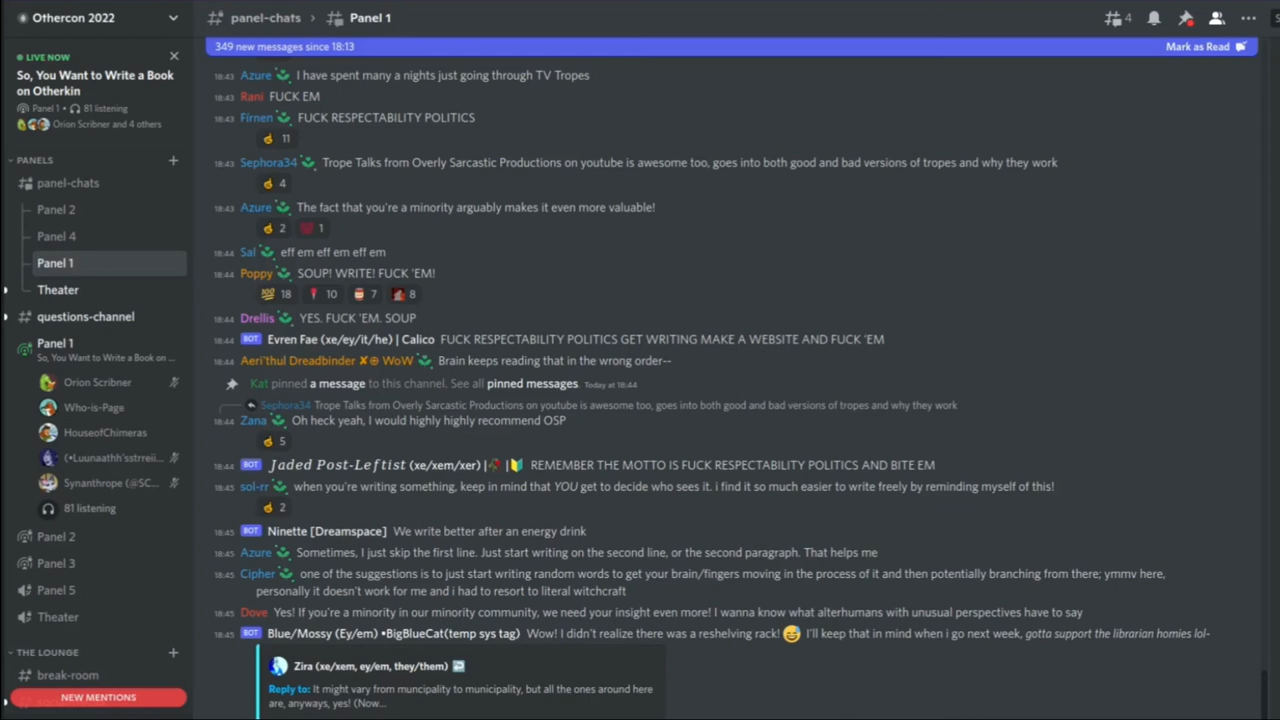 Othercon 2022
panel-chats > Panel 1
4
349 new messages since 18:13
Mark as Read
LIVE NOW
So, You Want to Write a Book
on Otherkin
Panel 1 • 81 listening
Orion Scribner and 4 others
PANELS
panel-chats
Panel 2
Panel 4
Panel 1
Theater
questions-channel
Panel 1
So, You Want to Write a Book on ...
Orion Scribner
Who-is-Page
HouseofChimeras
(•Luunaathh'sstrreii...
Synanthrope (@SC...
81 listening
Panel 2
Panel 3
Panel 5
Theater
THE LOUNGE
break-room
NEW MENTIONS
18:43 Azure I have spent many a nights just going through TV Tropes
18:43 Rani FUCK EM
18:43 Fírnen FUCK RESPECTABILITY POLITICS
11
18:43 Sephora34 Trope Talks from Overly Sarcastic Productions on youtube is awesome too, goes into both good and bad versions of tropes and why they work
4
18:43 Azure The fact that you're a minority arguably makes it even more valuable!
2 1
18:44 Sal eff em eff em eff em
18:44 Poppy SOUP! WRITE! FUCK 'EM!
18 10 7 8
18:44 Drellis YES. FUCK 'EM. SOUP
18:44 BOT Evren Fae (xe/ey/it/he) | Calico FUCK RESPECTABILITY POLITICS GET WRITING MAKE A WEBSITE AND FUCK 'EM
18:44 Aeri'thul Dreadbinder ✘⊕ WoW Brain keeps reading that in the wrong order--
Kat pinned a message to this channel. See all pinned messages. Today at 18:44
Sephora34 Trope Talks from Overly Sarcastic Productions on youtube is awesome too, goes into both good and bad versions of tropes and why they work
18:44 Zana Oh heck yeah, I would highly highly recommend OSP
5
18:44 BOT Jaded Post-Leftist (xe/xem/xer) | | REMEMBER THE MOTTO IS FUCK RESPECTABILITY POLITICS AND BITE EM
18:45 sol-rr when you're writing something, keep in mind that YOU get to decide who sees it. i find it so much easier to write freely by reminding myself of this!
2
18:45 BOT Ninette [Dreamspace] We write better after an energy drink
18:45 Azure Sometimes, I just skip the first line. Just start writing on the second line, or the second paragraph. That helps me
18:45 Cipher one of the suggestions is to just start writing random words to get your brain/fingers moving in the process of it and then potentially branching from there; ymmv here,
personally it doesn't work for me and i had to resort to literal witchcraft
18:45 Dove Yes! If you're a minority in our minority community, we need your insight even more! I wanna know what alterhumans with unusual perspectives have to say
18:45 BOT Blue/Mossy (Ey/em) •BigBlueCat(temp sys tag) Wow! I didn't realize there was a reshelving rack! I'll keep that in mind when i go next week, gotta support the librarian homies lol-
Zira (xe/xem, ey/em, they/them)
Reply to: It might vary from muncipality to municipality, but all the ones around here
are, anyways, yes! (Now...